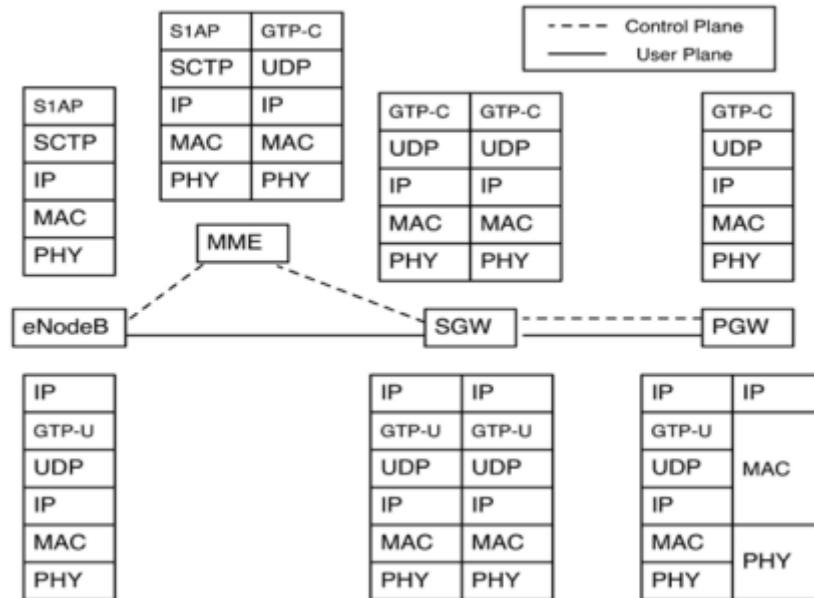 S1AP GTP-C
SCTP UDP
IP IP
MAC MAC
PHY PHY
Control Plane
User Plane
S1AP
SCTP
IP
MAC
PHY
GTP-C GTP-C
UDP UDP
IP IP
MAC MAC
PHY PHY
GTP-C
UDP
IP
MAC
PHY
MME
eNodeB
SGW
PGW
IP
GTP-U
UDP
IP
MAC
PHY
IP IP
GTP-U GTP-U
UDP UDP
IP IP
MAC MAC
PHY PHY
IP IP
GTP-U
UDP MAC
IP
MAC
PHY PHY